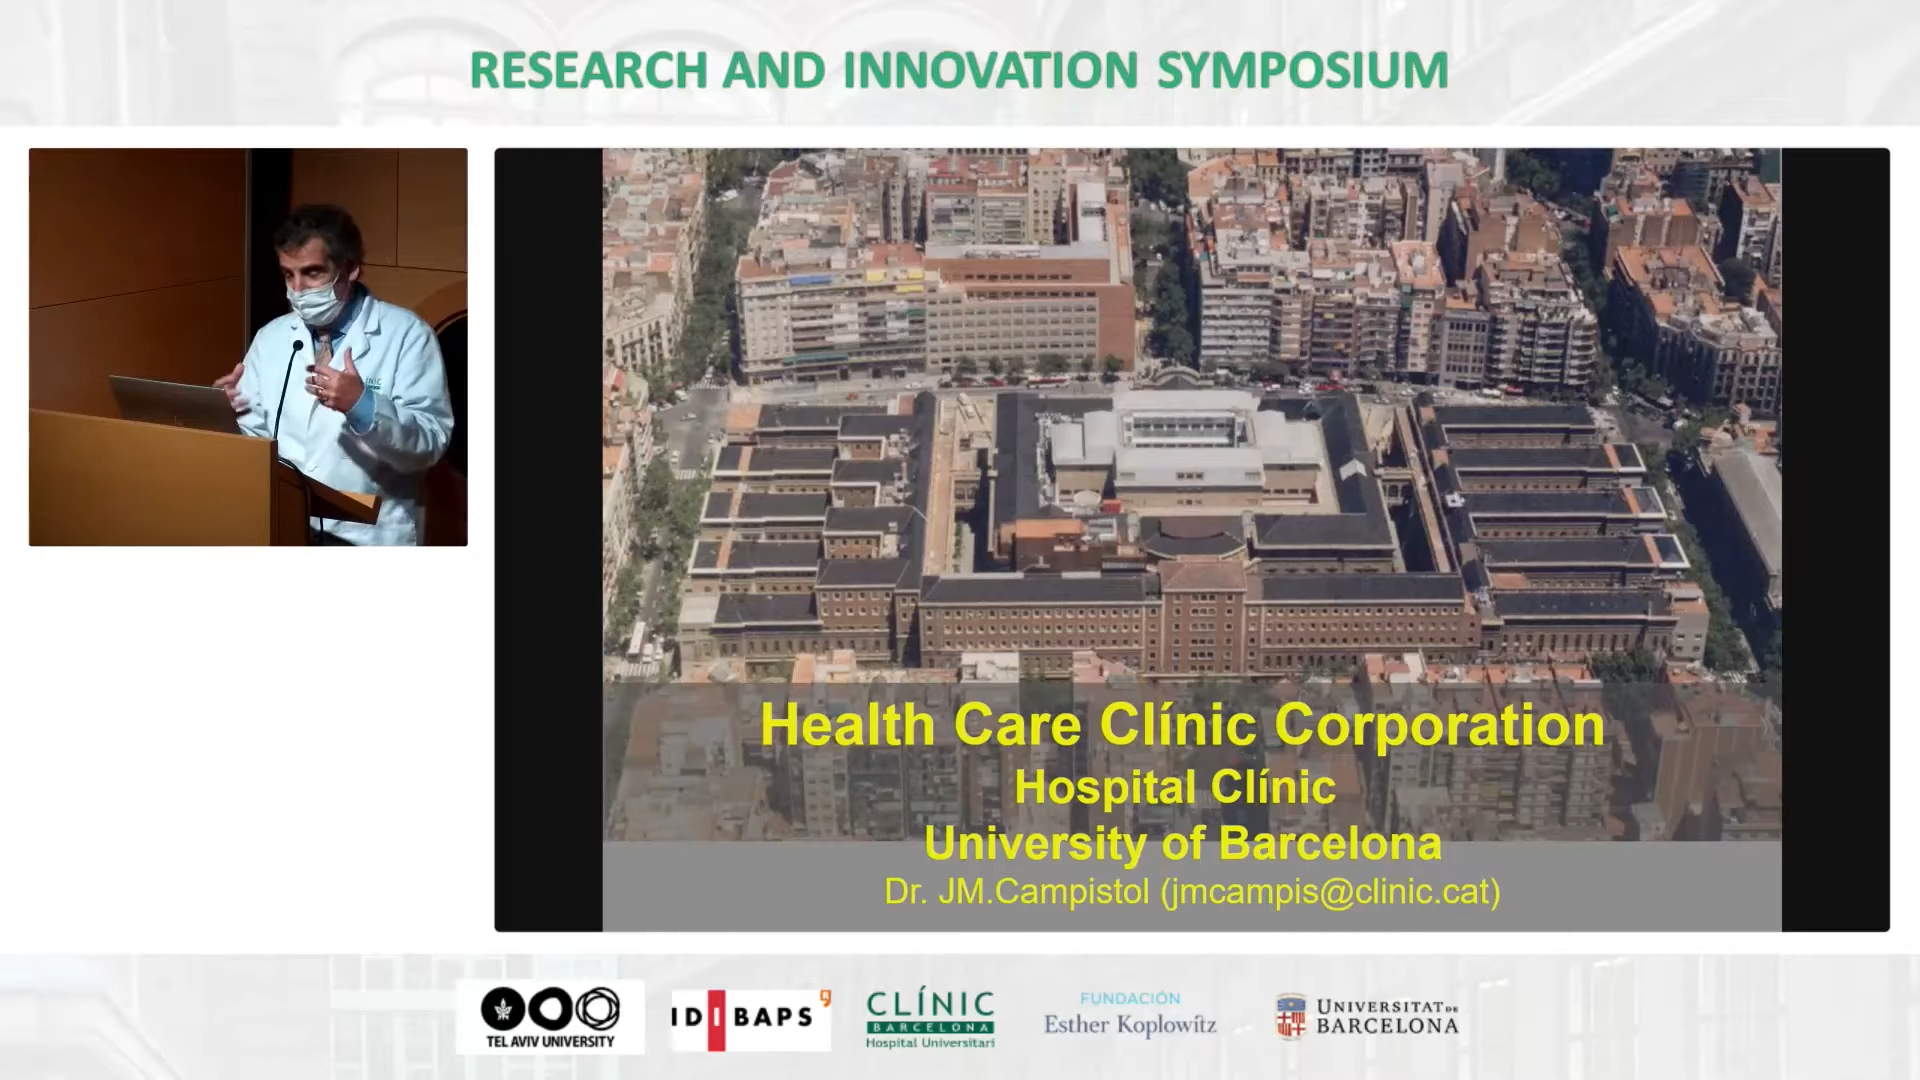 RESEARCH AND INNOVATION SYMPOSIUM
Health Care Clínic Corporation
Hospital Clínic
University of Barcelona
Dr. JM.Campistol (jmcampis@clinic.cat)
TEL AVIV UNIVERSITY
IDIBAPS
CLÍNIC
BARCELONA
Hospital Universitari
FUNDACIÓN
Esther Koplowitz
UNIVERSITAT DE
BARCELONA